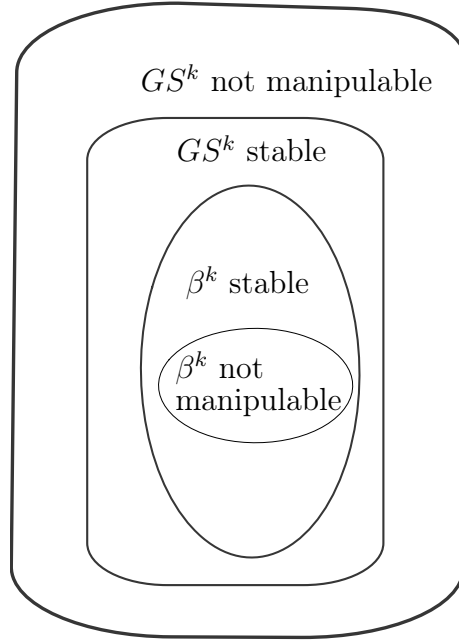 GS^k not manipulable
GS^k stable
β^k stable
β^k not
manipulable